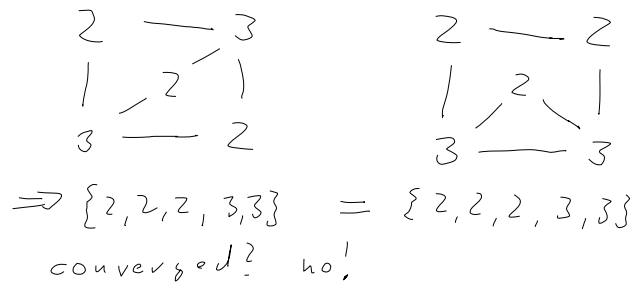 2 3 2 2
2 2
3 2 3 3
⇒ {2,2,2,3,3} = {2,2,2,3,3}
converged? no!